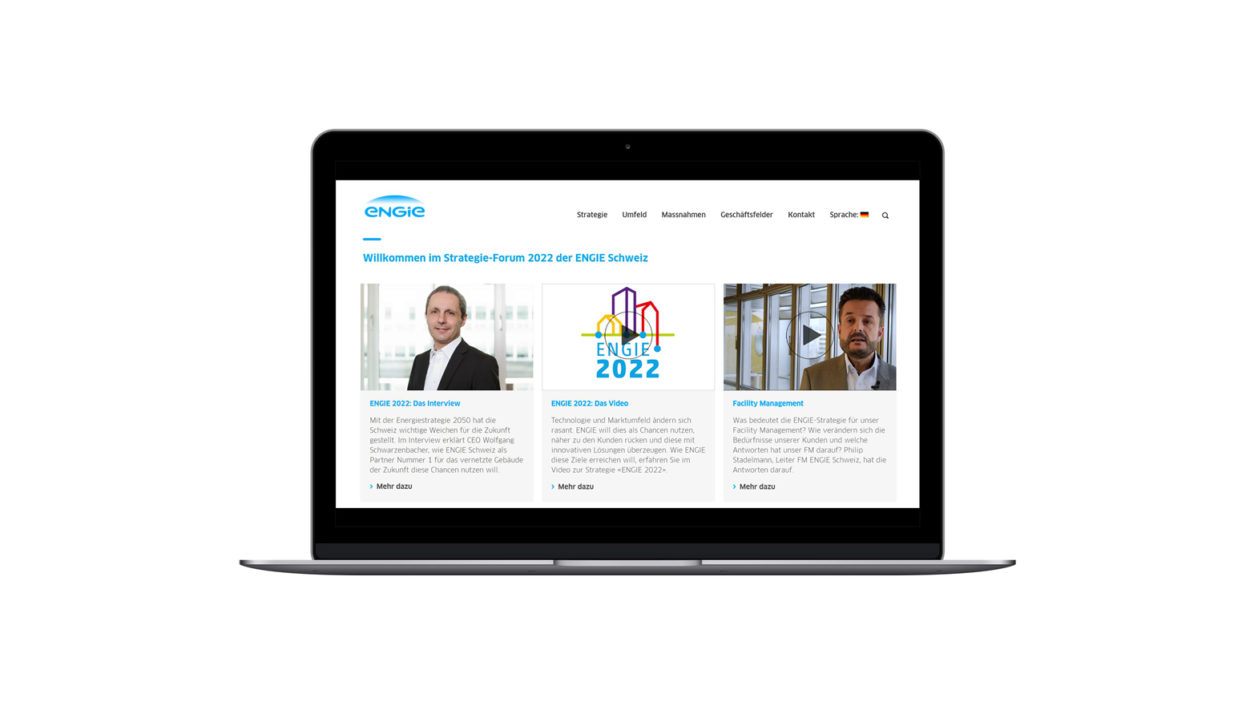 ENGIE
Strategie Umfeld Massnahmen Geschäftsfelder Kontakt Sprache:
Willkommen im Strategie-Forum 2022 der ENGIE Schweiz
ENGIE
2022
ENGIE 2022: Das Interview
Mit der Energiestrategie 2050 hat die
Schweiz wichtige Weichen für die Zukunft
gestellt. Im Interview erklärt CEO Wolfgang
Schwarzenbacher, wie ENGIE Schweiz als
Partner Nummer 1 für das vernetzte Gebäude
der Zukunft diese Chancen nutzen will.
Mehr dazu
ENGIE 2022: Das Video
Technologie und Marktumfeld ändern sich
rasant. ENGIE will dies als Chancen nutzen,
näher zu den Kunden rücken und diese mit
innovativen Lösungen überzeugen. Wie ENGIE
diese Ziele erreichen will, erfahren Sie im
Video zur Strategie «ENGIE 2022».
Mehr dazu
Facility Management
Was bedeutet die ENGIE-Strategie für unser
Facility Management? Wie verändern sich die
Bedürfnisse unserer Kunden und welche
Antworten hat unser FM darauf? Philip
Stadelmann, Leiter FM ENGIE Schweiz, hat die
Antworten darauf.
Mehr dazu